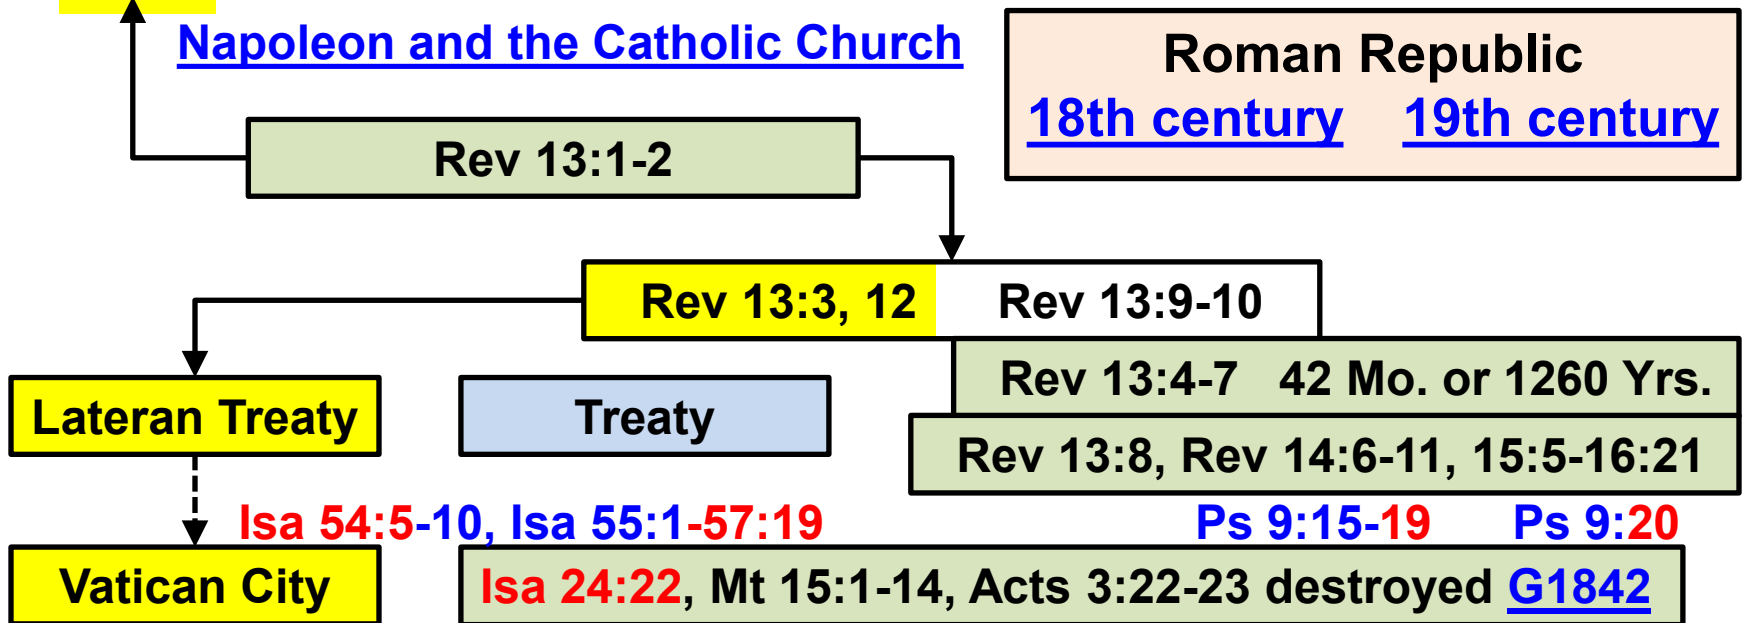 Napoleon and the Catholic Church
Roman Republic
18th century 19th century
Rev 13:1-2
Rev 13:3, 12 Rev 13:9-10
Rev 13:4-7 42 Mo. or 1260 Yrs.
Lateran Treaty
Treaty
Rev 13:8, Rev 14:6-11, 15:5-16:21
Isa 54:5-10, Isa 55:1-57:19
Ps 9:15-19 Ps 9:20
Vatican City
Isa 24:22, Mt 15:1-14, Acts 3:22-23 destroyed G1842